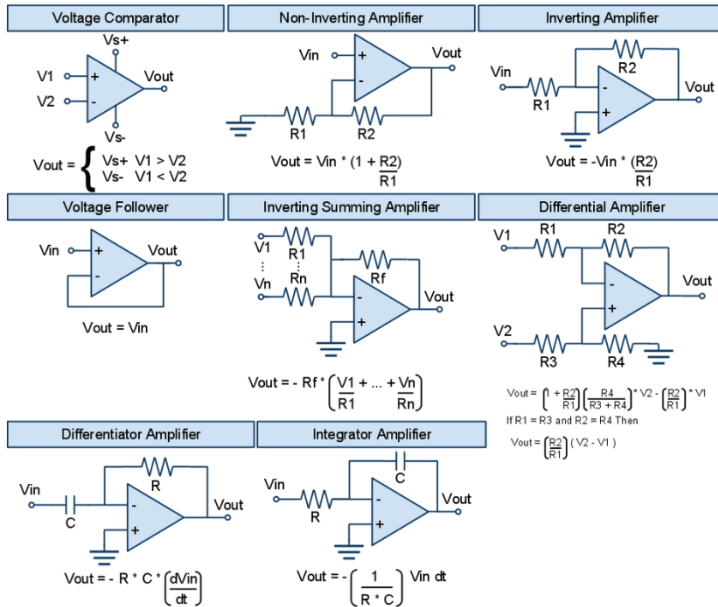 Voltage Comparator
Vs+
V1
+
Vout
V2
-
Vs-
Vout = { Vs+ V1 > V2
Vs- V1 < V2
Non-Inverting Amplifier
Vin
+
Vout
-
R1
R2
Vout = Vin * (1 + R2)
R1
Inverting Amplifier
R2
Vin
R1
-
Vout
+
Vout = -Vin * (R2)
R1
Voltage Follower
Vin
+
Vout
-
Vout = Vin
Inverting Summing Amplifier
V1
R1
Rf
Vn
Rn
-
Vout
+
Vout = - Rf * (V1 + ... + Vn)
R1 Rn
Differential Amplifier
V1
R1
R2
-
Vout
+
V2
R3
R4
Vout = (1 + R2) (R4) * V2 - (R2) * V1
R1 R3 + R4 R1
If R1 = R3 and R2 = R4 Then
Vout = (R2) (V2 - V1)
R1
Differentiator Amplifier
R
Vin
C
-
Vout
+
Vout = - R * C * (dVin)
dt
Integrator Amplifier
C
Vin
R
-
Vout
+
Vout = - (1) Vin dt
R * C